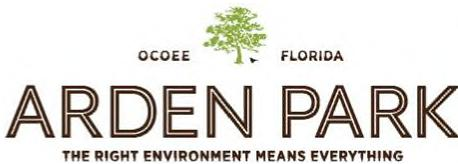 OCOEE FLORIDA
ARDEN PARK
THE RIGHT ENVIRONMENT MEANS EVERYTHING